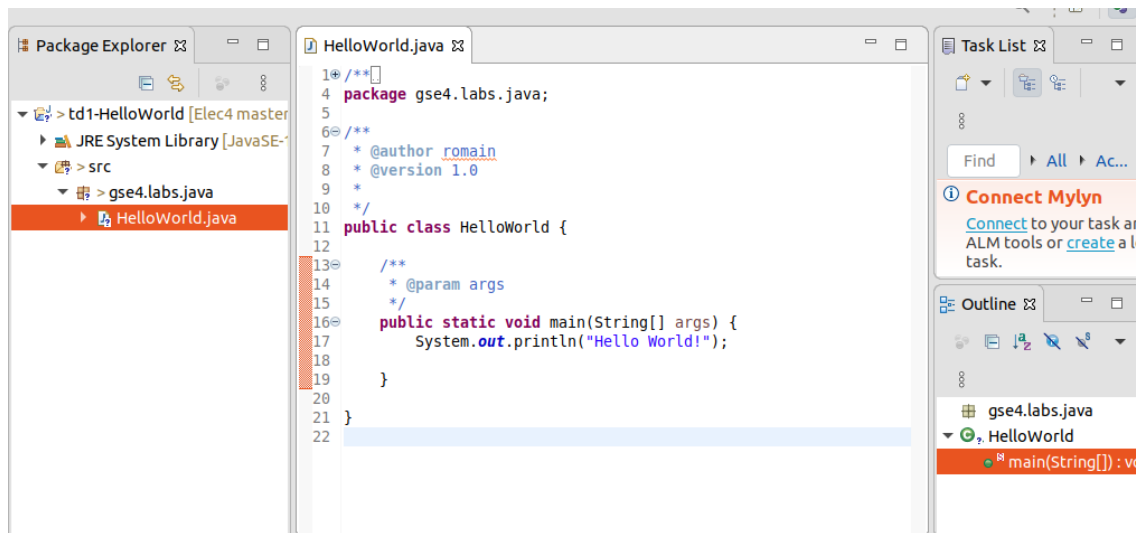 Package Explorer
> td1-HelloWorld [Elec4 master
JRE System Library [JavaSE-1
> src
> gse4.labs.java
HelloWorld.java
HelloWorld.java
1 /**
4 package gse4.labs.java;
5
6 /**
7  * @author romain
8  * @version 1.0
9  *
10  */
11 public class HelloWorld {
12
13     /**
14      * @param args
15      */
16     public static void main(String[] args) {
17         System.out.println("Hello World!");
18
19     }
20
21 }
22
Task List
Find All Ac...
Connect Mylyn
Connect to your task an
ALM tools or create a l
task.
Outline
gse4.labs.java
HelloWorld
main(String[]) : vo